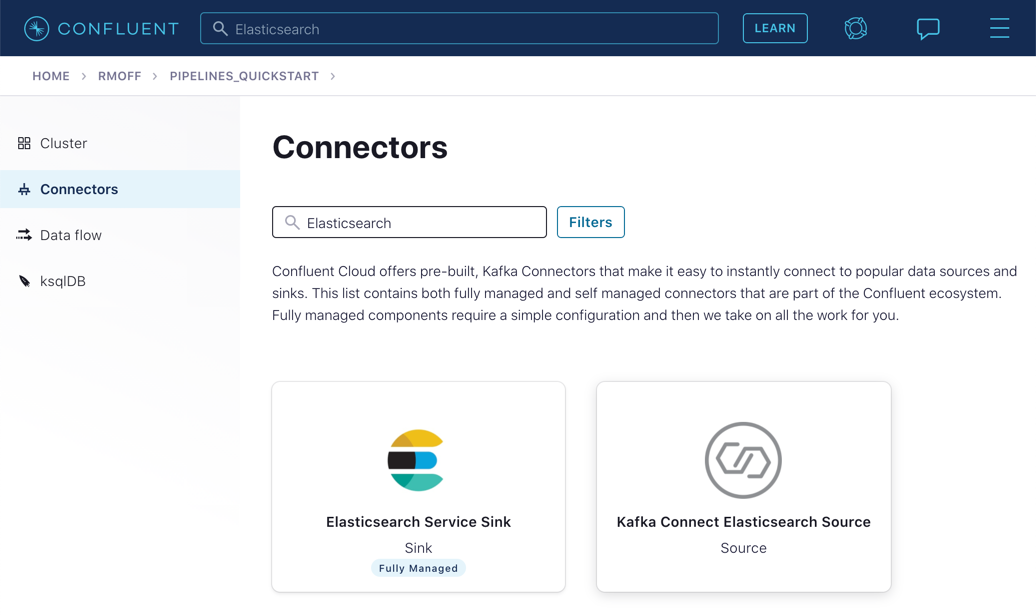 CONFLUENT
Elasticsearch
LEARN
HOME > RMOFF > PIPELINES_QUICKSTART >
Cluster
Connectors
Data flow
ksqlDB
Connectors
Elasticsearch
Filters
Confluent Cloud offers pre-built, Kafka Connectors that make it easy to instantly connect to popular data sources and
sinks. This list contains both fully managed and self managed connectors that are part of the Confluent ecosystem.
Fully managed components require a simple configuration and then we take on all the work for you.
Elasticsearch Service Sink
Sink
Fully Managed
Kafka Connect Elasticsearch Source
Source